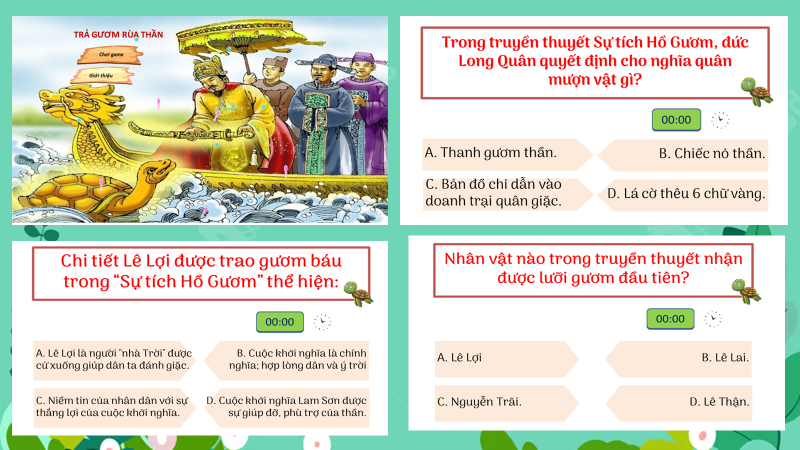 TRẢ GƯƠM RÙA THẦN
Chơi game
Giới thiệu
Trong truyền thuyết Sự tích Hồ Gươm, đức
Long Quân quyết định cho nghĩa quân
mượn vật gì?
00:00
A. Thanh gươm thần.
B. Chiếc nỏ thần.
C. Bản đồ chỉ dẫn vào
doanh trại quân giặc.
D. Lá cờ thêu 6 chữ vàng.
Chi tiết Lê Lợi được trao gươm báu
trong “Sự tích Hồ Gươm” thể hiện:
00:00
A. Lê Lợi là người "nhà Trời" được
cử xuống giúp dân ta đánh giặc.
B. Cuộc khởi nghĩa là chính
nghĩa; hợp lòng dân và ý trời
C. Niềm tin của nhân dân với sự
thắng lợi của cuộc khởi nghĩa.
D. Cuộc khởi nghĩa Lam Sơn được
sự giúp đỡ, phù trợ của thần.
Nhân vật nào trong truyền thuyết nhận
được lưỡi gươm đầu tiên?
00:00
A. Lê Lợi
B. Lê Lai.
C. Nguyễn Trãi.
D. Lê Thận.